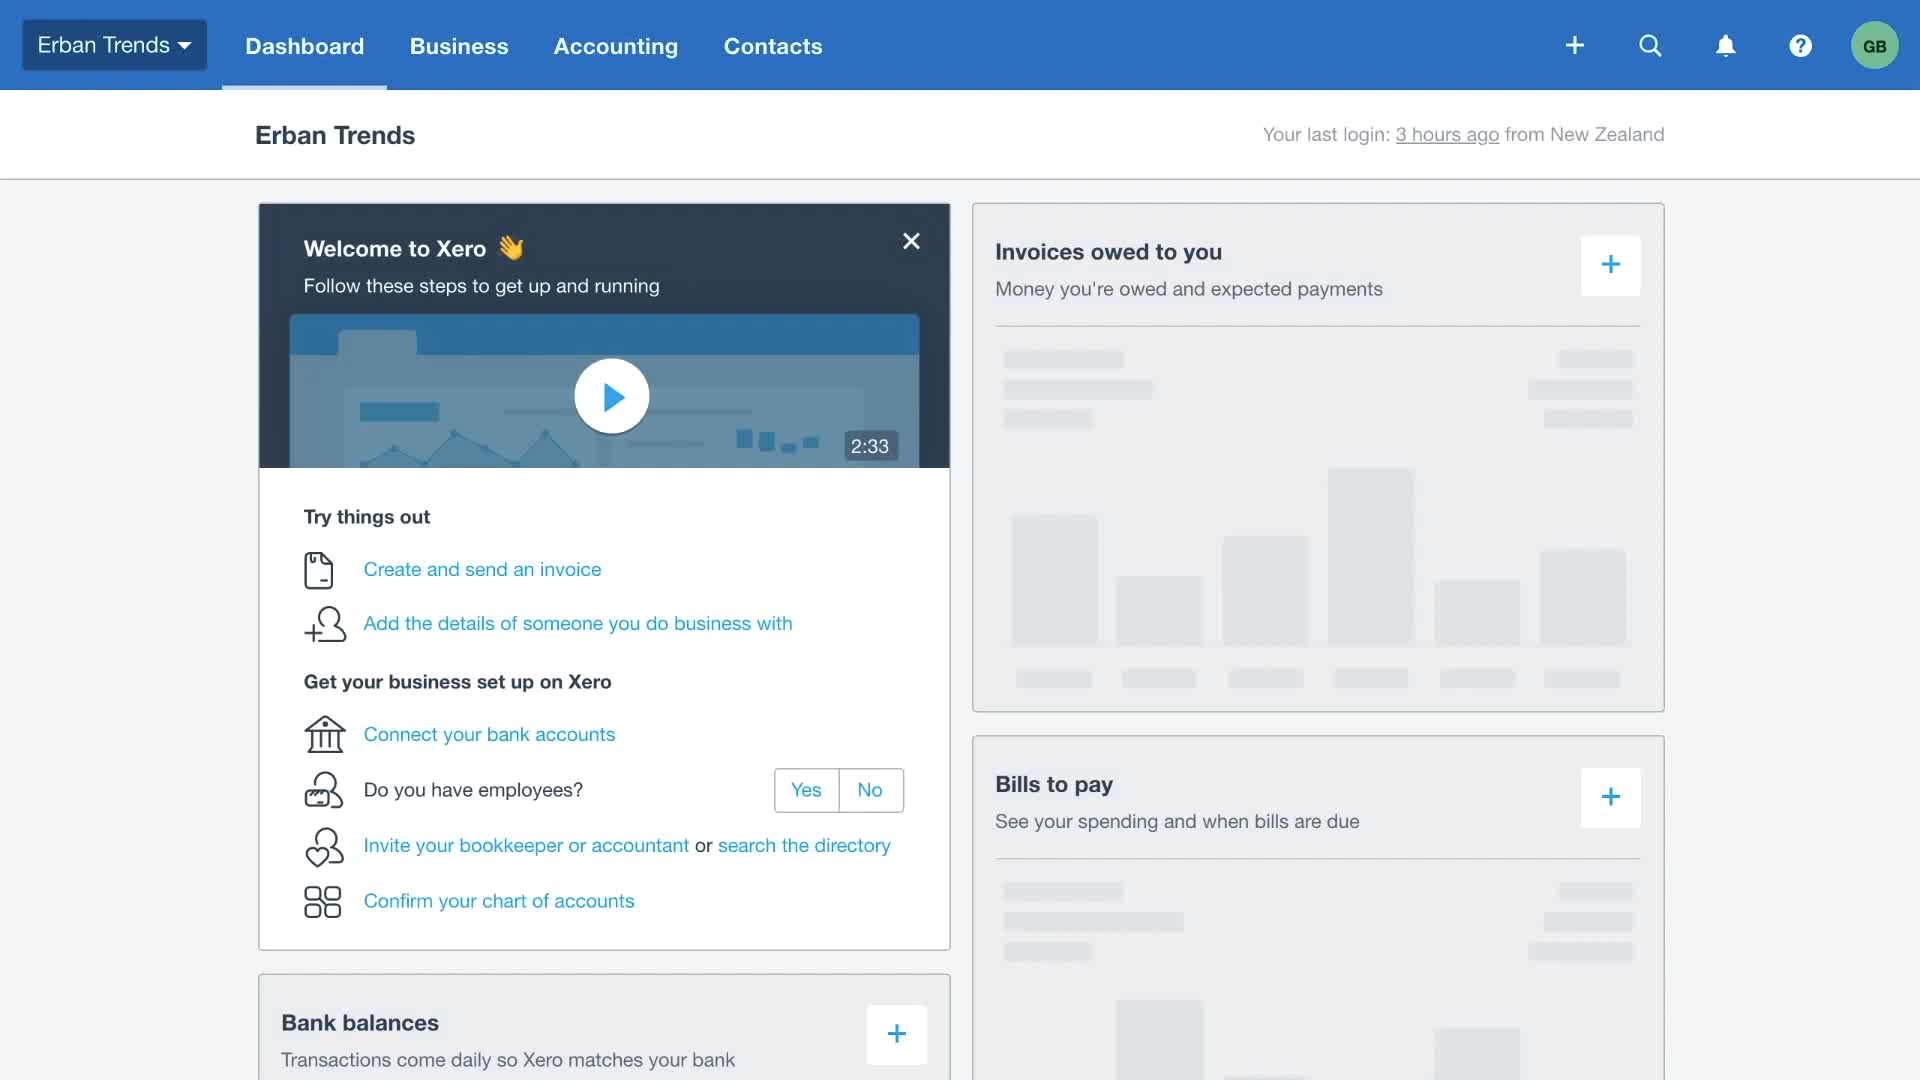 Erban Trends
Dashboard
Business
Accounting
Contacts
GB
Erban Trends
Your last login: 3 hours ago from New Zealand
Welcome to Xero 👋
Follow these steps to get up and running
2:33
Try things out
Create and send an invoice
Add the details of someone you do business with
Get your business set up on Xero
Connect your bank accounts
Do you have employees?
Yes
No
Invite your bookkeeper or accountant or search the directory
Confirm your chart of accounts
Bank balances
Transactions come daily so Xero matches your bank
Invoices owed to you
Money you're owed and expected payments
Bills to pay
See your spending and when bills are due